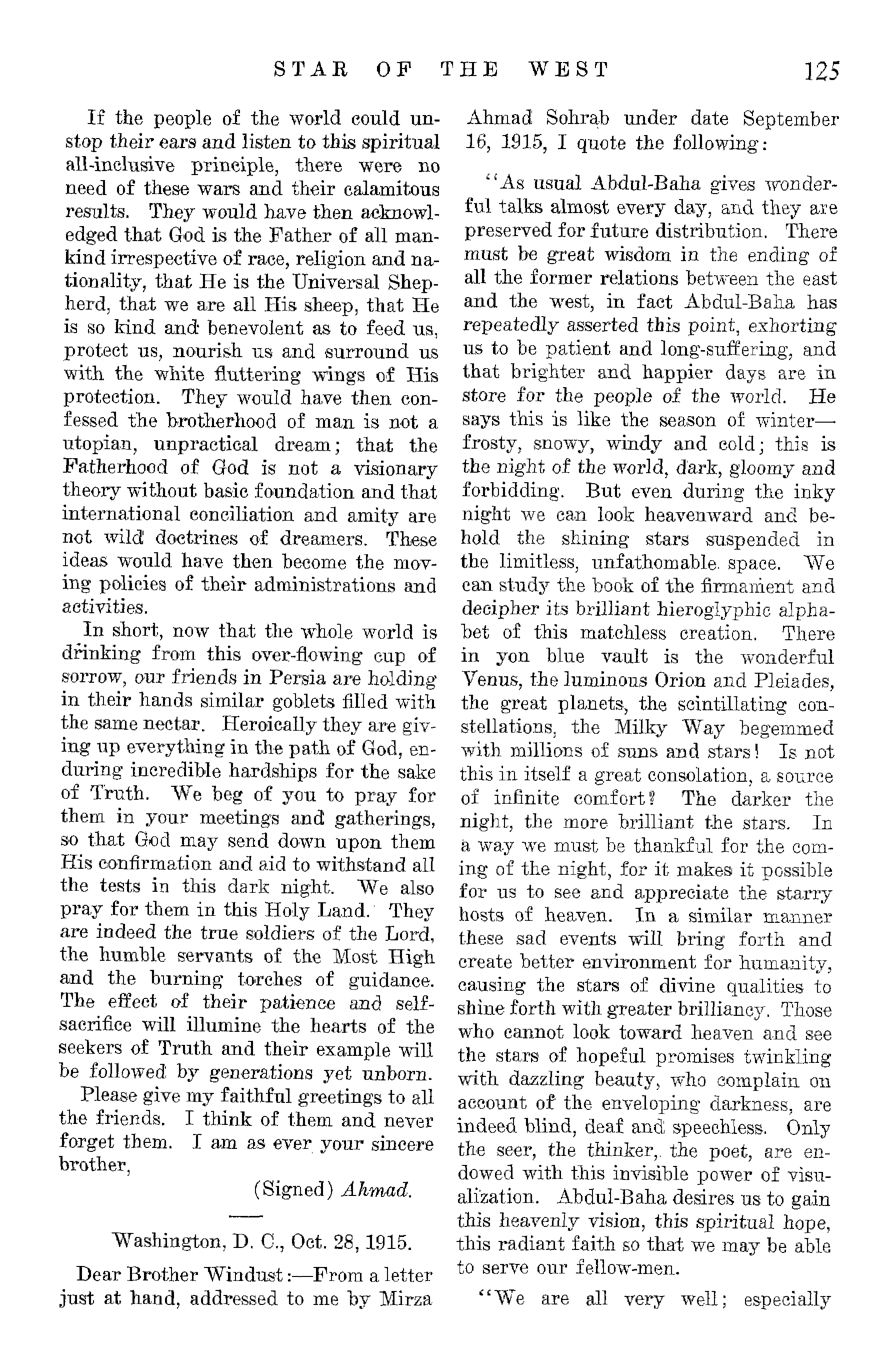 STAR OF THE WEST 125
If the people of the world could un-
stop their ears and listen to this spiritual
all-inclusive principle, there were no
need of these wars and their calamitous
results. They would have then acknowl-
edged that God is the Father of all man-
kind irrespective of race, religion and na-
tionality, that He is the Universal Shep-
herd, that we are all His sheep, that He
is so kind and benevolent as to feed us,
protect us, nourish us and surround us
with the white fluttering wings of His
protection. They would have then con-
fessed the brotherhood of man is not a
utopian, unpractical dream; that the
Fatherhood of God is not a visionary
theory without basic foundation and that
international conciliation and amity are
not wild doctrines of dreamers. These
ideas would have then become the mov-
ing policies of their administrations and
activities.
In short, now that the whole world is
drinking from this over-flowing cup of
sorrow, our friends in Persia are holding
in their hands similar goblets filled with
the same nectar. Heroically they are giv-
ing up everything in the path of God, en-
during incredible hardships for the sake
of Truth. We beg of you to pray for
them in your meetings and gatherings,
so that God may send down upon them
His confirmation and aid to withstand all
the tests in this dark night. We also
pray for them in this Holy Land. They
are indeed the true soldiers of the Lord,
the humble servants of the Most High
and the burning torches of guidance.
The effect of their patience and self-
sacrifice will illumine the hearts of the
seekers of Truth and their example will
be followed by generations yet unborn.
Please give my faithful greetings to all
the friends. I think of them and never
forget them. I am as ever your sincere
brother,
(Signed) Ahmad.
Washington, D. C., Oct. 28, 1915.
Dear Brother Windust:—From a letter
just at hand, addressed to me by Mirza
Ahmad Sohrab under date September
16, 1915, I quote the following:
"As usual Abdul-Baha gives wonder-
ful talks almost every day, and they are
preserved for future distribution. There
must be great wisdom in the ending of
all the former relations between the east
and the west, in fact Abdul-Baha has
repeatedly asserted this point, exhorting
us to be patient and long-suffering, and
that brighter and happier days are in
store for the people of the world. He
says this is like the season of winter—
frosty, snowy, windy and cold; this is
the night of the world, dark, gloomy and
forbidding. But even during the inky
night we can look heavenward and be-
hold the shining stars suspended in
the limitless, unfathomable space. We
can study the book of the firmament and
decipher its brilliant hieroglyphic alpha-
bet of this matchless creation. There
in yon blue vault is the wonderful
Venus, the luminous Orion and Pleiades,
the great planets, the scintillating con-
stellations, the Milky Way begemmed
with millions of suns and stars! Is not
this in itself a great consolation, a source
of infinite comfort? The darker the
night, the more brilliant the stars. In
a way we must be thankful for the com-
ing of the night, for it makes it possible
for us to see and appreciate the starry
hosts of heaven. In a similar manner
these sad events will bring forth and
create better environment for humanity,
causing the stars of divine qualities to
shine forth with greater brilliancy. Those
who cannot look toward heaven and see
the stars of hopeful promises twinkling
with dazzling beauty, who complain on
account of the enveloping darkness, are
indeed blind, deaf and speechless. Only
the seer, the thinker, the poet, are en-
dowed with this invisible power of visu-
alization. Abdul-Baha desires us to gain
this heavenly vision, this spiritual hope,
this radiant faith so that we may be able
to serve our fellow-men.
"We are all very well; especially